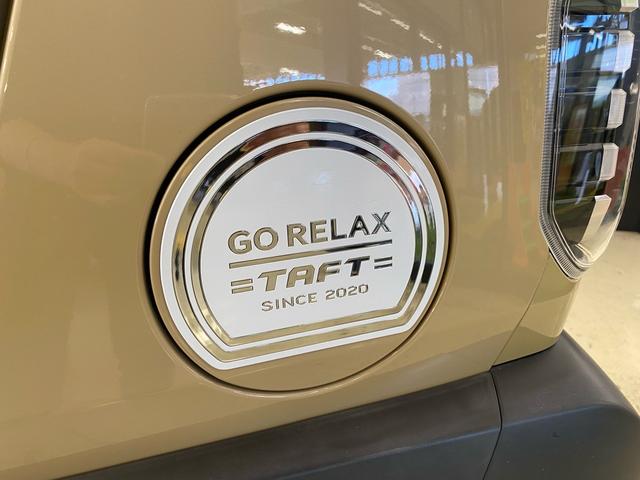 GO RELAX
=TAFT=
SINCE 2020